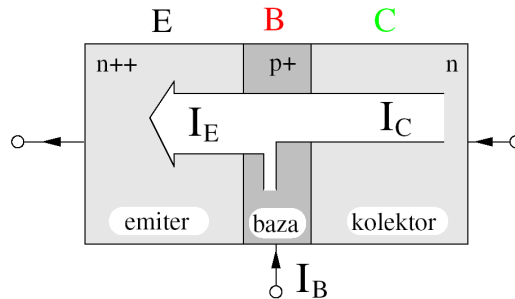 E B C
n++ p+ n
I_E I_C
emiter baza kolektor
I_B